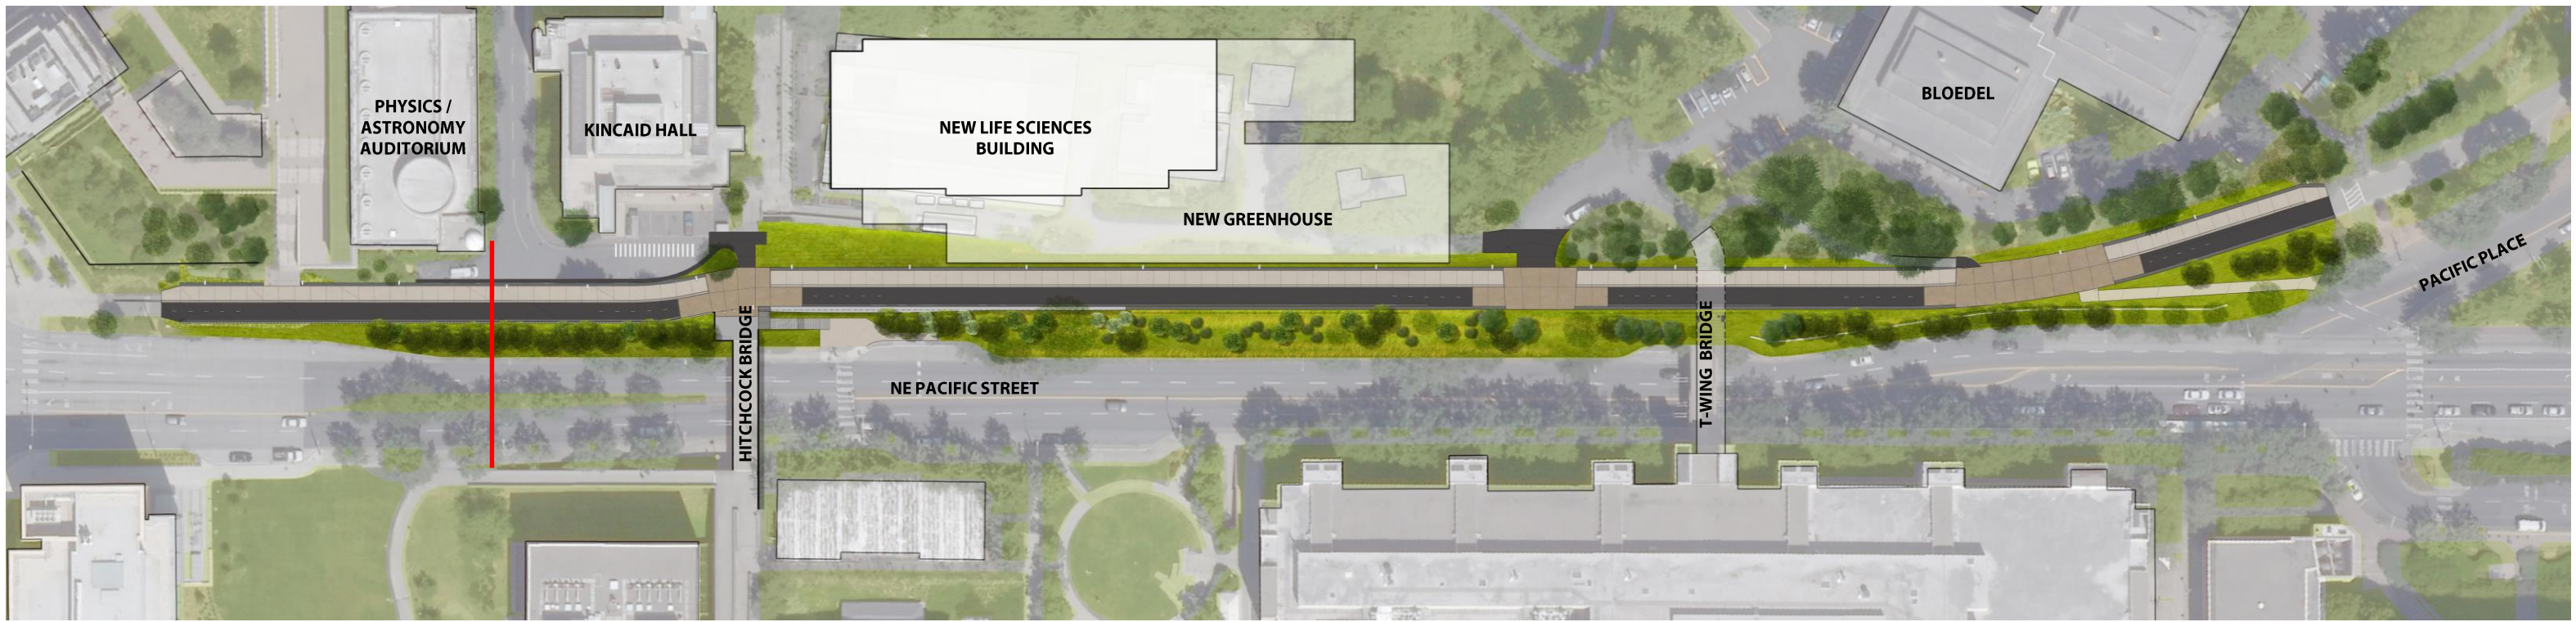 PHYSICS /
ASTRONOMY
AUDITORIUM
KINCAID HALL
NEW LIFE SCIENCES
BUILDING
NEW GREENHOUSE
BLOEDEL
PACIFIC PLACE
HITCHCOCK BRIDGE
NE PACIFIC STREET
T-WING BRIDGE